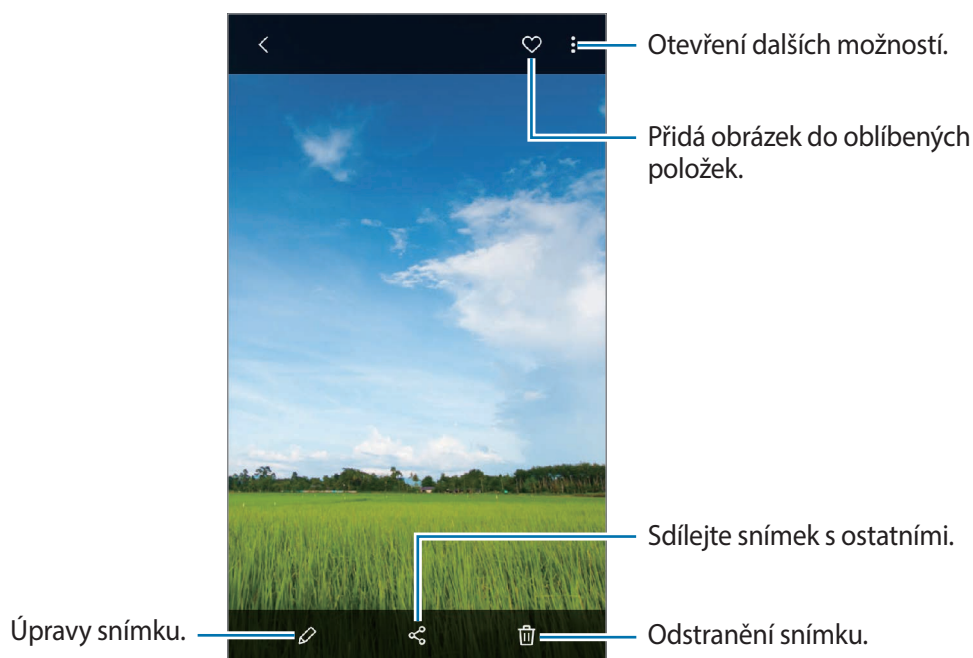 Otevření dalších možností.
Přidá obrázek do oblíbených
položek.
Sdílejte snímek s ostatními.
Úpravy snímku.
Odstranění snímku.